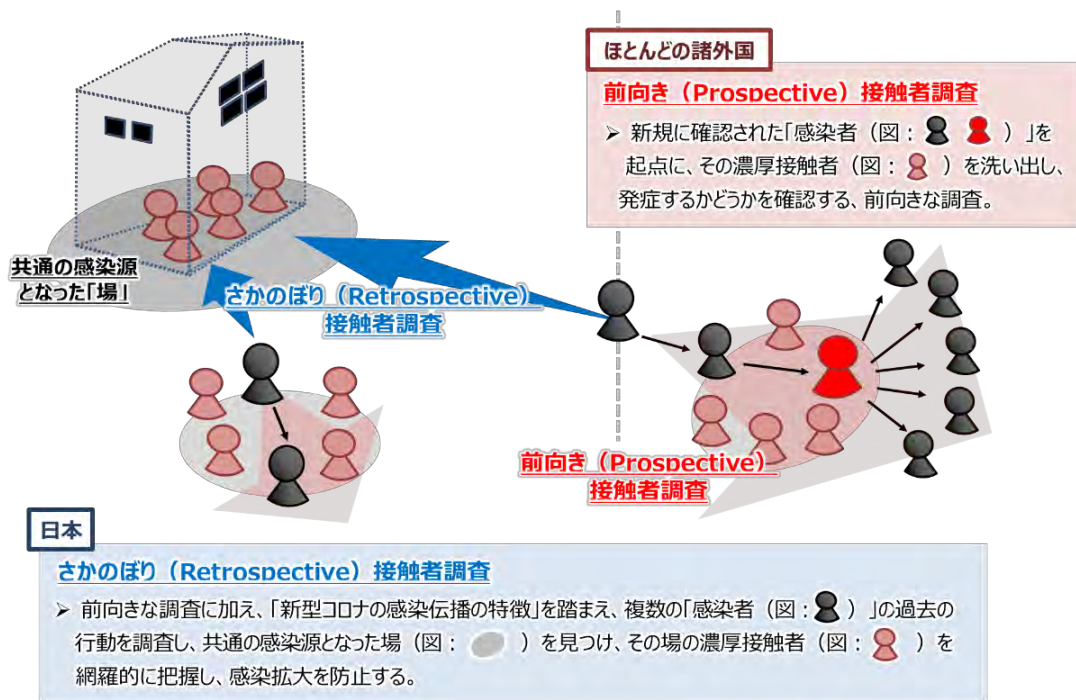 ほとんどの諸外国
前向き（Prospective）接触者調査
➢ 新規に確認された「感染者（図： ）」を
起点に、その濃厚接触者（図： ）を洗い出し、
発症するかどうかを確認する、前向きな調査。
共通の感染源
となった「場」
さかのぼり（Retrospective）
接触者調査
前向き（Prospective）
接触者調査
日本
さかのぼり（Retrospective）接触者調査
➢ 前向きな調査に加え、「新型コロナの感染伝播の特徴」を踏まえ、複数の「感染者（図： ）」の過去の
行動を調査し、共通の感染源となった場（図： ）を見つけ、その場の濃厚接触者（図： ）を
網羅的に把握し、感染拡大を防止する。